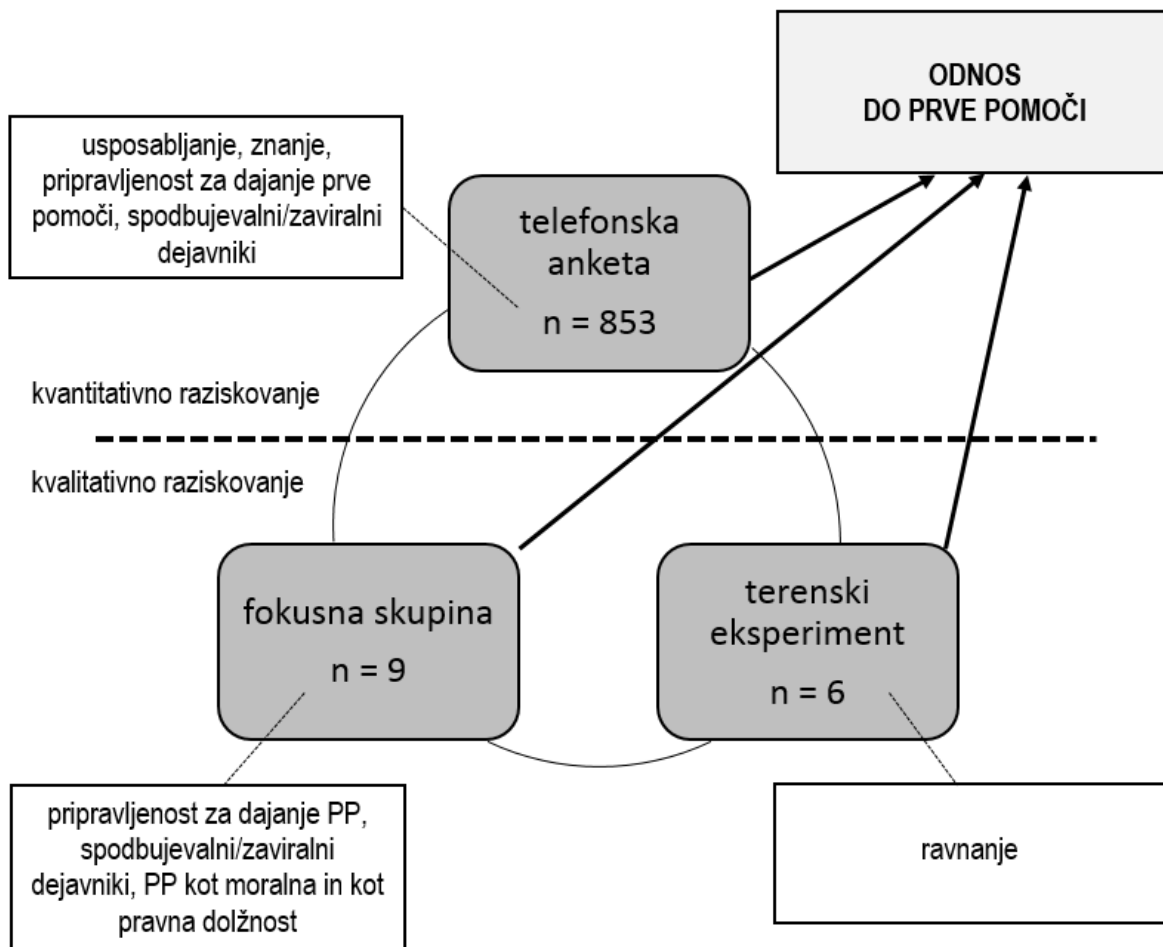 ODNOS
DO PRVE POMOČI
usposabljanje, znanje,
pripravljenost za dajanje prve
pomoči, spodbujevalni/zaviralni
dejavniki
telefonska
anketa
n = 853
kvantitativno raziskovanje
kvalitativno raziskovanje
fokusna skupina
n = 9
terenski
eksperiment
n = 6
pripravljenost za dajanje PP,
spodbujevalni/zaviralni
dejavniki, PP kot moralna in kot
pravna dolžnost
ravnanje